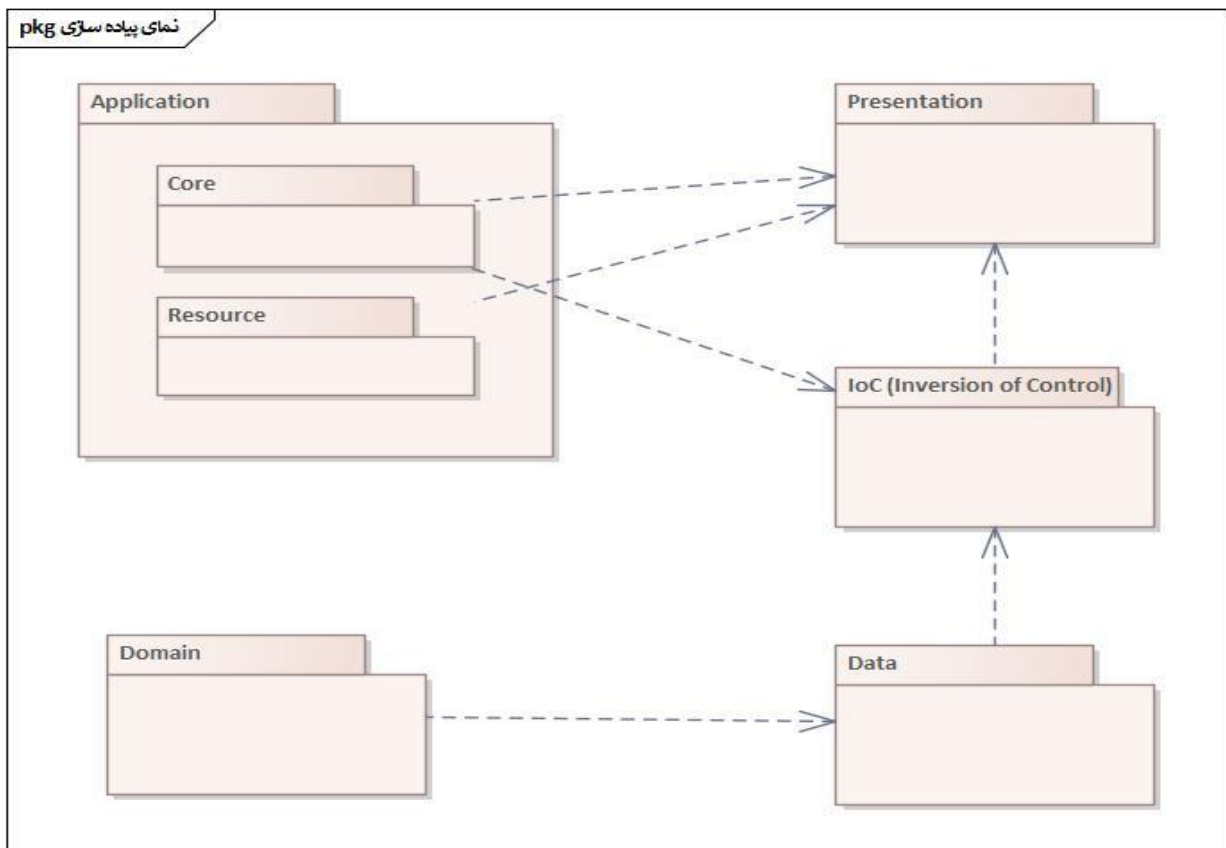 pkg نمای پیاده سازی
Application
Presentation
Core
Resource
IoC (Inversion of Control)
Domain
Data